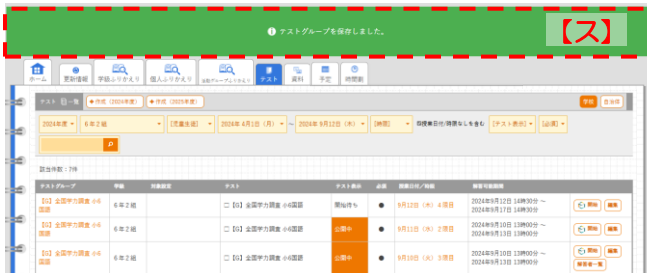 テストグループを保存しました。
【ス】
ホーム 更新情報 学級ふりかえり 個人ふりかえり テスト 資料 予定 時間割
テスト 一覧 +作成（2024年度） +作成（2025年度） 学校 自治体
2024年度 6年2組 [児童生徒] 2024年 4月1日（月） ～ 2024年 9月12日（木） [時限] 授業日付/時限なしを含む [テスト表示] [必須]
該当件数：7件
テストグループ 学級 対象設定 テスト テスト表示 必須 授業日付/時限 解答可能期間
【G】全国学力調査 小6 国語 6年2組 【G】全国学力調査 小6国語 開始待ち ● 9月12日（木）4限目 2024年9月12日 14時30分 ～ 2024年9月17日 14時30分 開始 編集
【G】全国学力調査 小6 国語 6年2組 【G】全国学力調査 小6国語 公開中 ● 9月11日（水）2限目 2024年9月10日 13時00分 ～ 2024年9月13日 13時00分 開始 編集
【G】全国学力調査 小6 国語 6年2組 【G】全国学力調査 小6国語 公開中 ● 9月10日（火）3限目 2024年9月10日 13時00分 ～ 2024年9月13日 13時00分 開始 編集
解答者一覧